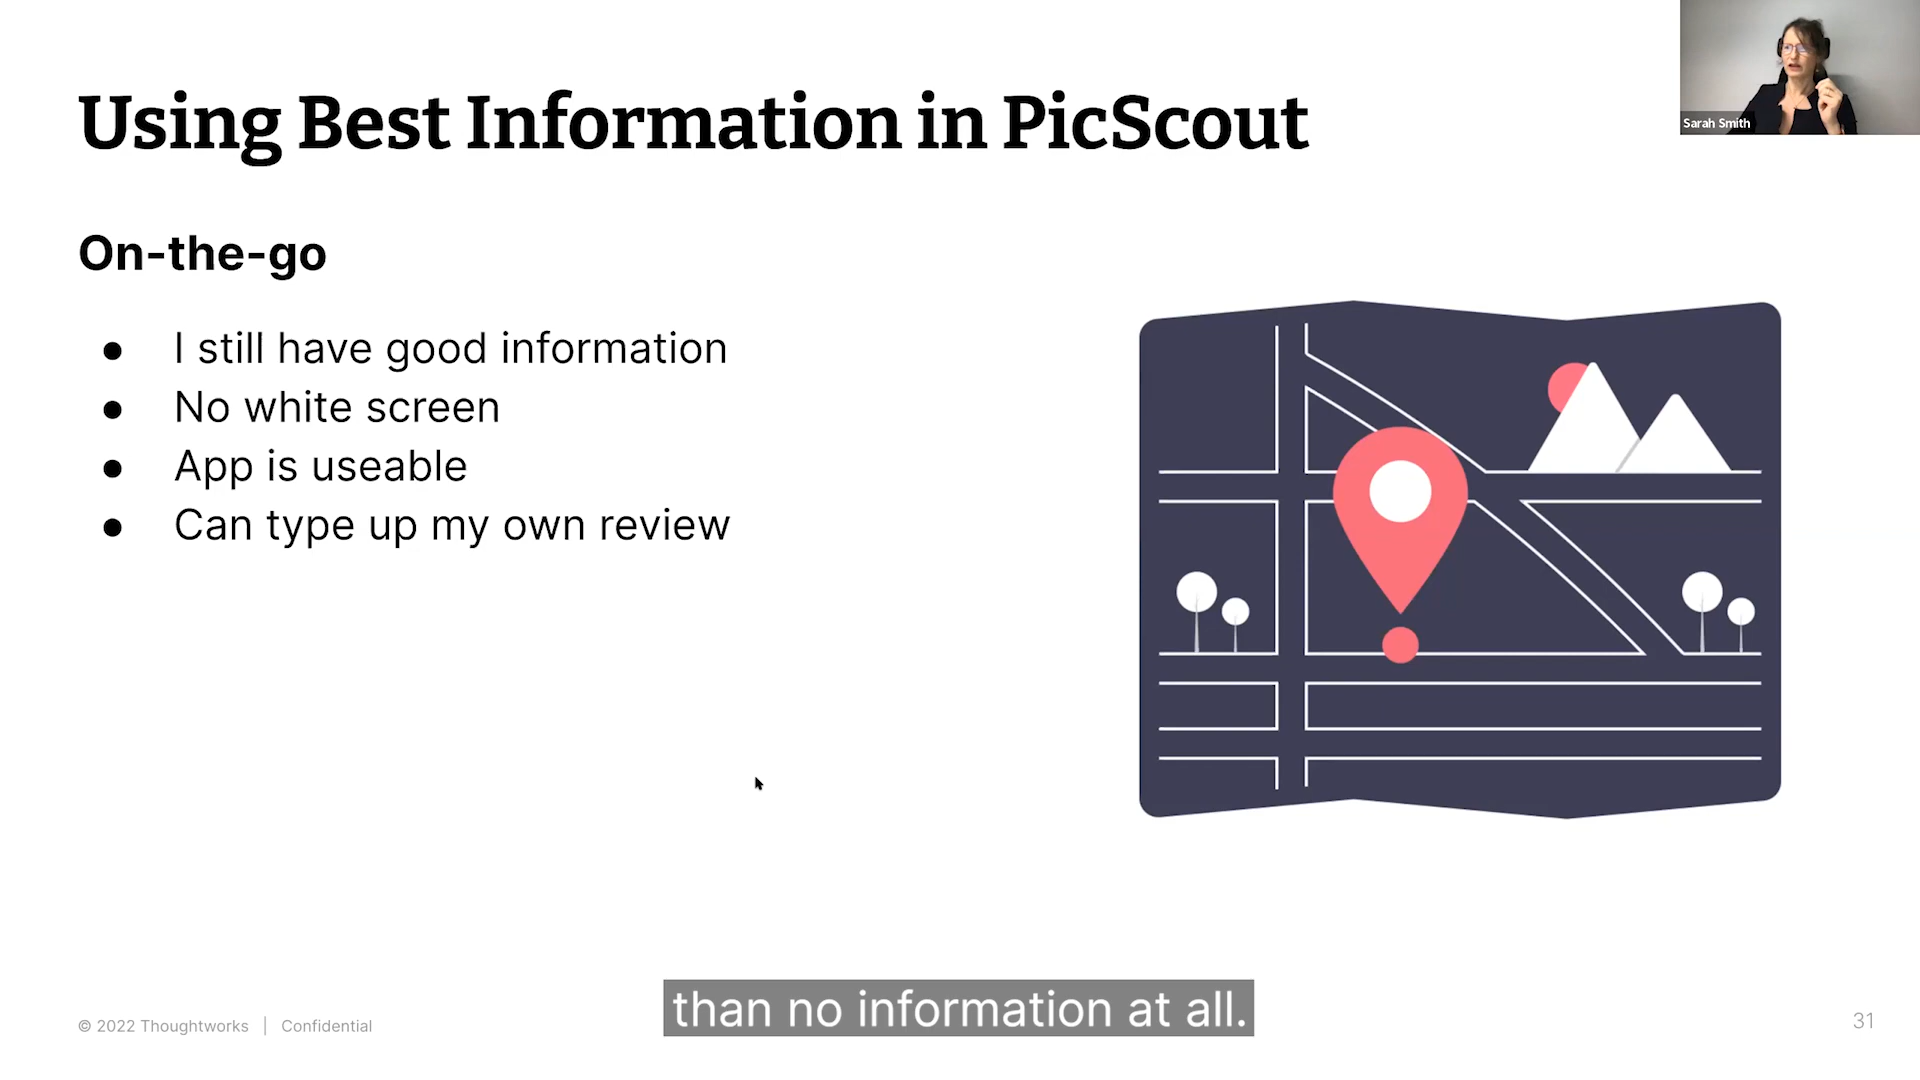 Using Best Information in PicScout
Sarah Smith
On-the-go
● I still have good information
● No white screen
● App is useable
● Can type up my own review
than no information at all.
© 2022 Thoughtworks | Confidential
31